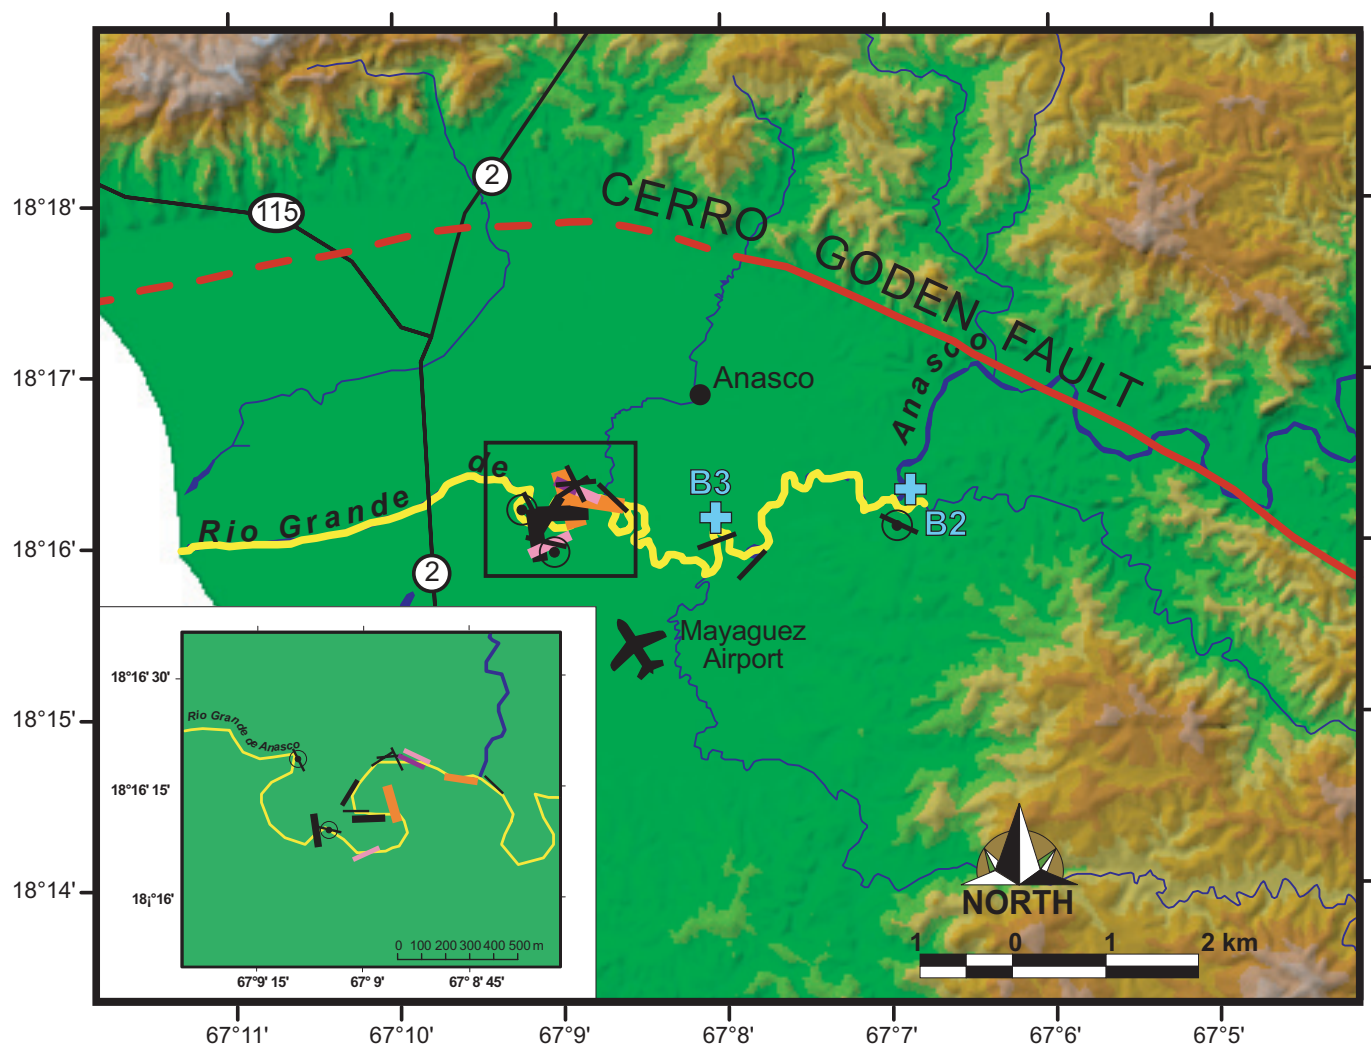 2
115
CERRO GODEN FAULT
18°18'
18°17'
18°16'
18°15'
18°14'
Anasco
Rio Grande de Anasco
B3
B2
2
Mayaguez
Airport
NORTH
1 0 1 2 km
18°16' 30'
Rio Grande de Anasco
18°16' 15'
18¡°16'
0 100 200 300 400 500 m
67°9' 15' 67° 9' 67° 8' 45'
67°11' 67°10' 67°9' 67°8' 67°7' 67°6' 67°5'